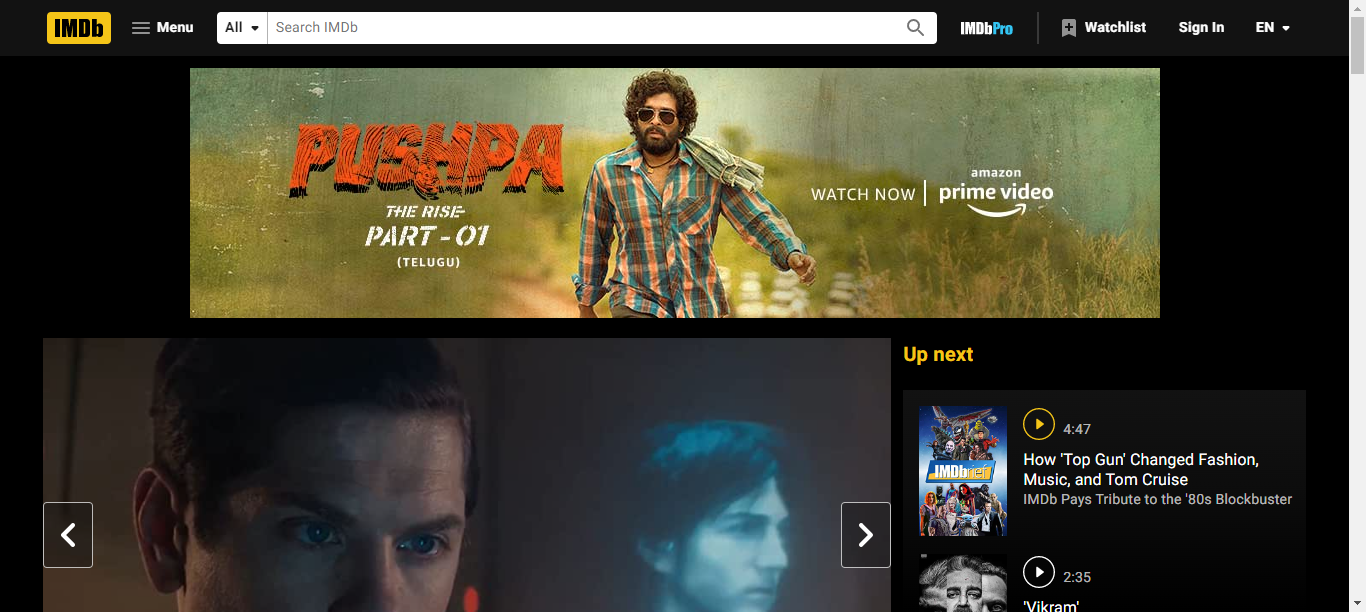 IMDb
Menu
All
Search IMDb
IMDbPro
Watchlist
Sign In
EN
PUSHPA
THE RISE
PART - 01
(TELUGU)
WATCH NOW
amazon
prime video
Up next
IMDbrief
4:47
How 'Top Gun' Changed Fashion,
Music, and Tom Cruise
IMDb Pays Tribute to the '80s Blockbuster
2:35
'Vikram'